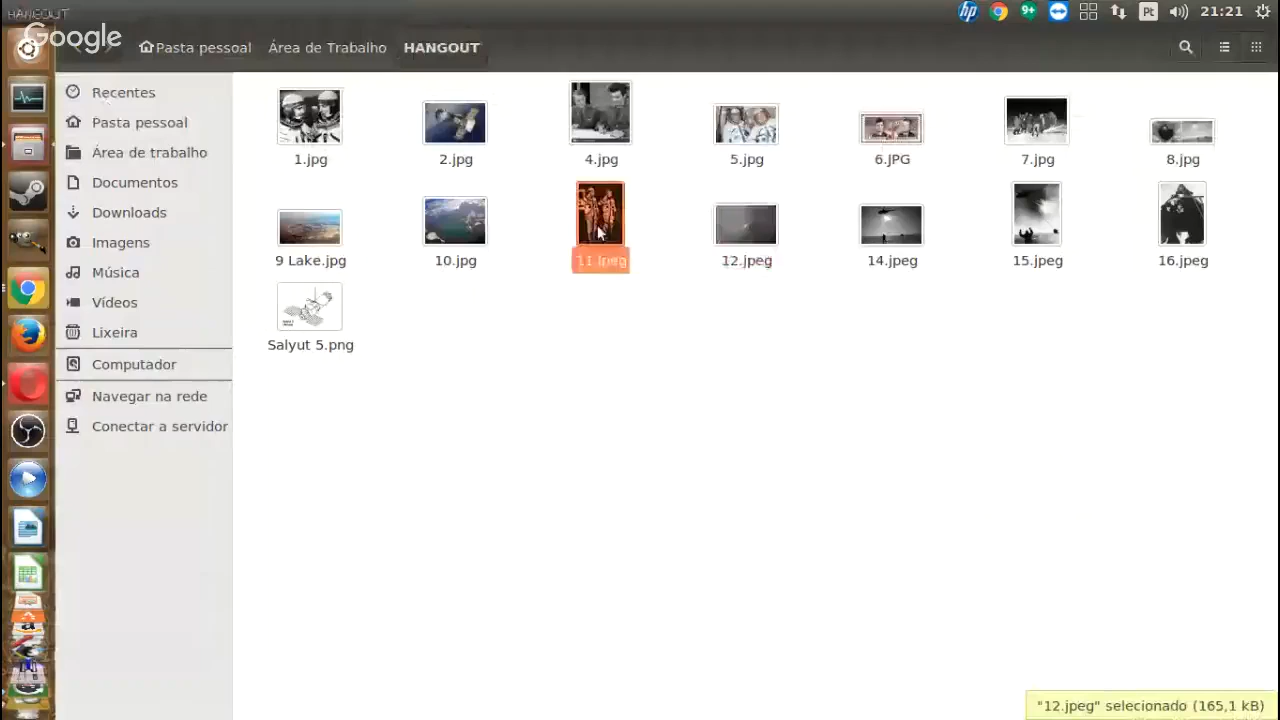 HANGOUT
Google
Pt
21:21
9+
Pasta pessoal
Área de Trabalho
HANGOUT
Recentes
Pasta pessoal
Área de trabalho
Documentos
Downloads
Imagens
Música
Vídeos
Lixeira
Computador
Navegar na rede
Conectar a servidor
1.jpg
2.jpg
4.jpg
5.jpg
6.JPG
7.jpg
8.jpg
9 Lake.jpg
10.jpg
11 jpeg
12.jpeg
14.jpeg
15.jpeg
16.jpeg
Salyut 5.png
"12.jpeg" selecionado (165,1 kB)